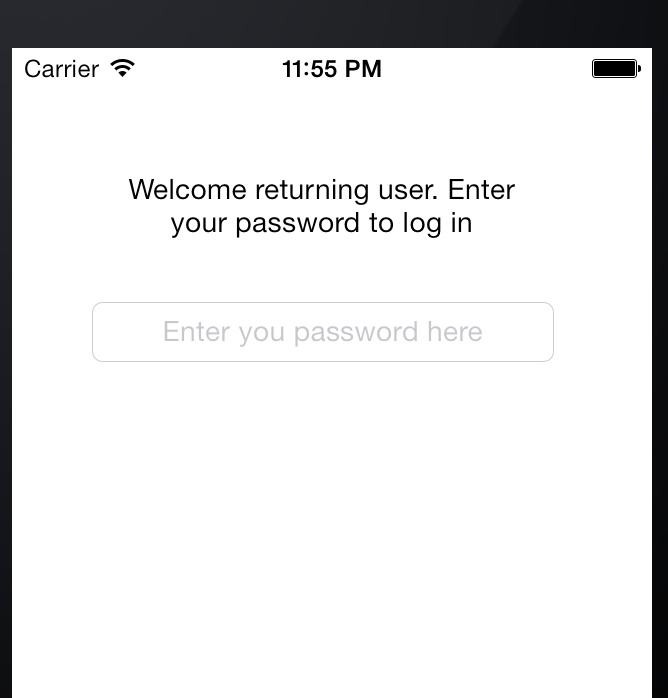 Carrier 11:55 PM
Welcome returning user. Enter
your password to log in
Enter you password here